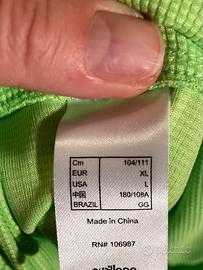 Cm 104/111
EUR XL
USA L
中国 180/108A
BRAZIL GG
Made in China
RN# 106987